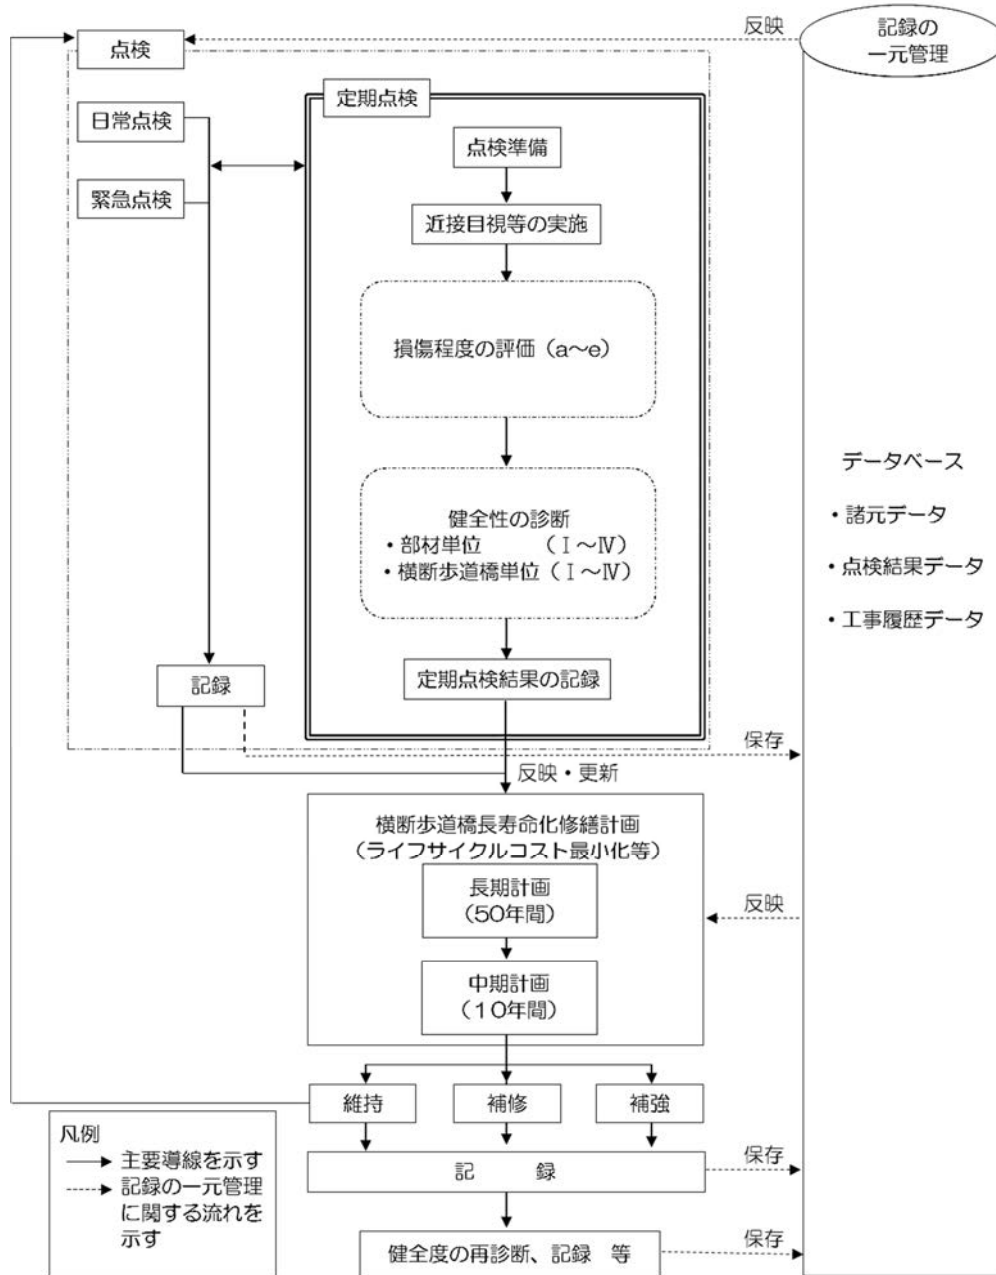 反映
記録の
一元管理
点検
定期点検
日常点検
点検準備
緊急点検
近接目視等の実施
損傷程度の評価（a～e）
健全性の診断
・部材単位　　　（Ⅰ～Ⅳ）
・横断歩道橋単位（Ⅰ～Ⅳ）
データベース
・諸元データ
・点検結果データ
・工事履歴データ
記録
定期点検結果の記録
保存
反映・更新
横断歩道橋長寿命化修繕計画
（ライフサイクルコスト最小化等）
長期計画
（50年間）
反映
中期計画
（１０年間）
維持
補修
補強
凡例
主要導線を示す
記録の一元管理
に関する流れを
示す
記　　録
保存
健全度の再診断、記録　等
保存